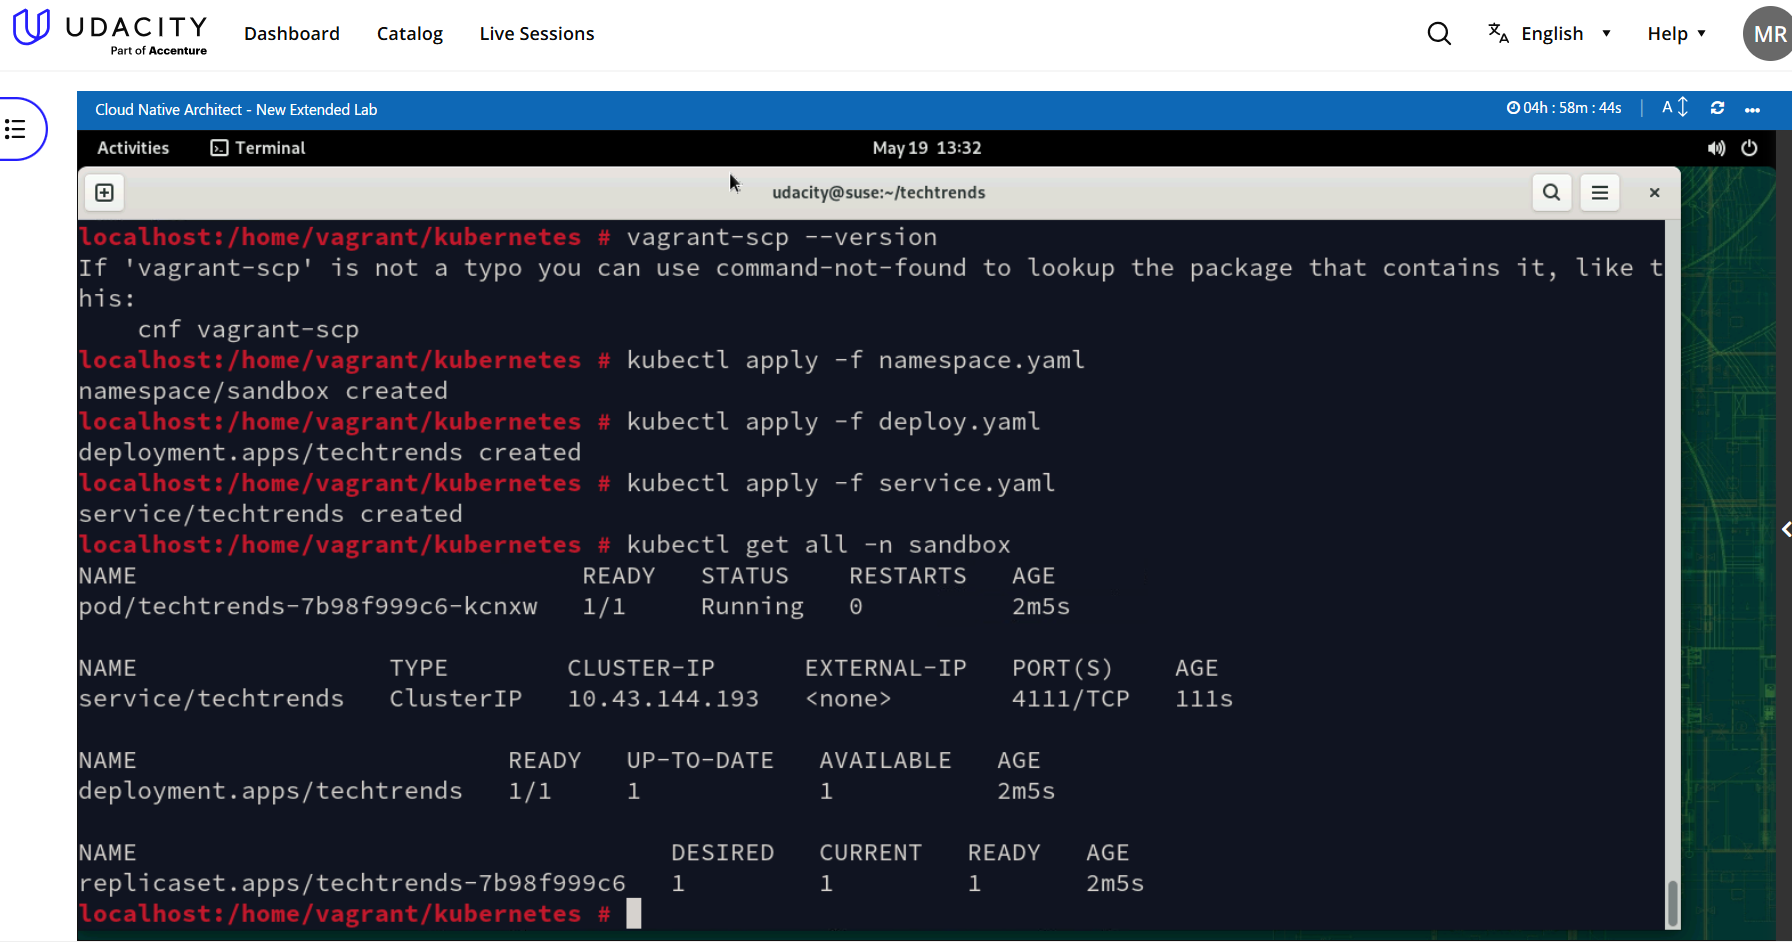 UDACITY
Part of Accenture
Dashboard Catalog Live Sessions
English Help MR
Cloud Native Architect - New Extended Lab
04h : 58m : 44s
A
Activities Terminal May 19 13:32
udacity@suse:~/techtrends
localhost:/home/vagrant/kubernetes # vagrant-scp --version
If 'vagrant-scp' is not a typo you can use command-not-found to lookup the package that contains it, like t
his:
    cnf vagrant-scp
localhost:/home/vagrant/kubernetes # kubectl apply -f namespace.yaml
namespace/sandbox created
localhost:/home/vagrant/kubernetes # kubectl apply -f deploy.yaml
deployment.apps/techtrends created
localhost:/home/vagrant/kubernetes # kubectl apply -f service.yaml
service/techtrends created
localhost:/home/vagrant/kubernetes # kubectl get all -n sandbox
NAME READY STATUS RESTARTS AGE
pod/techtrends-7b98f999c6-kcnxw 1/1 Running 0 2m5s
NAME TYPE CLUSTER-IP EXTERNAL-IP PORT(S) AGE
service/techtrends ClusterIP 10.43.144.193 <none> 4111/TCP 111s
NAME READY UP-TO-DATE AVAILABLE AGE
deployment.apps/techtrends 1/1 1 1 2m5s
NAME DESIRED CURRENT READY AGE
replicaset.apps/techtrends-7b98f999c6 1 1 1 2m5s
localhost:/home/vagrant/kubernetes #